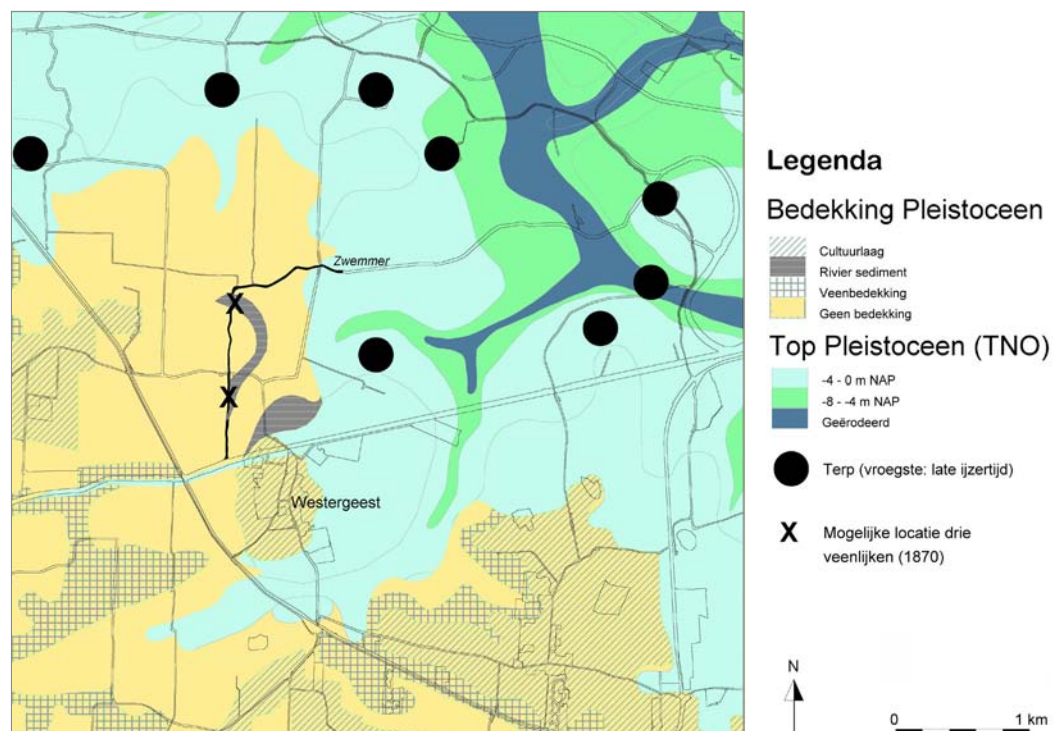 X
Zwemmer
X
Westergeest
Legenda
Bedekking Pleistoceen
Cultuurlaag
Rivier sediment
Veenbedekking
Geen bedekking
Top Pleistoceen (TNO)
-4 - 0 m NAP
-8 - -4 m NAP
Geërodeerd
Terp (vroegste: late ijzertijd)
X Mogelijke locatie drie
veenlijken (1870)
N
0 1 km